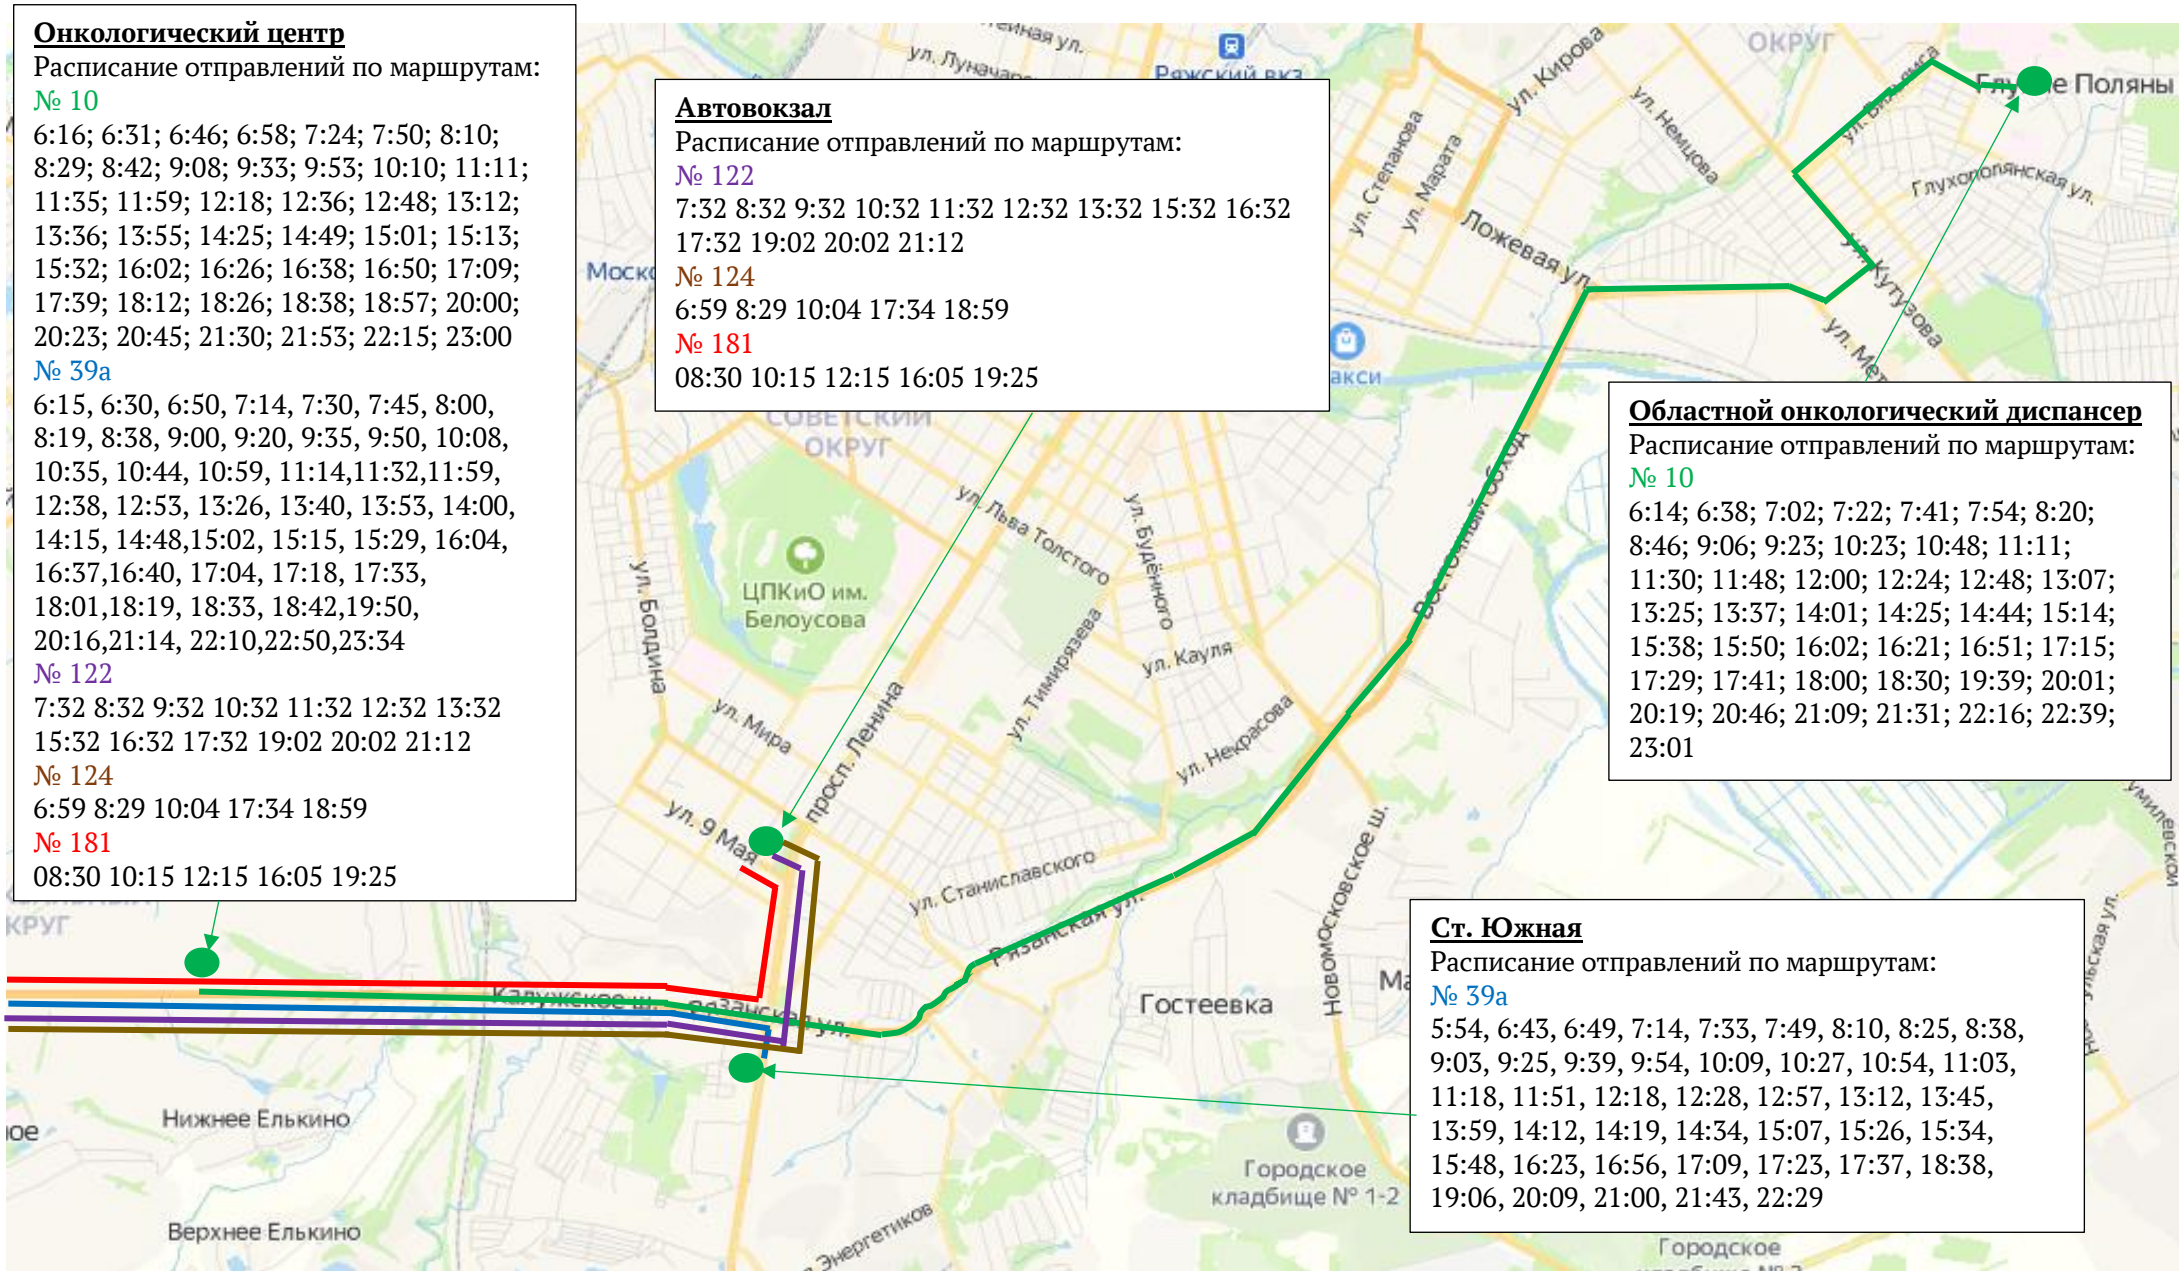 Онкологический центр
Расписание отправлений по маршрутам:
№ 10
6:16; 6:31; 6:46; 6:58; 7:24; 7:50; 8:10;
8:29; 8:42; 9:08; 9:33; 9:53; 10:10; 11:11;
11:35; 11:59; 12:18; 12:36; 12:48; 13:12;
13:36; 13:55; 14:25; 14:49; 15:01; 15:13;
15:32; 16:02; 16:26; 16:38; 16:50; 17:09;
17:39; 18:12; 18:26; 18:38; 18:57; 20:00;
20:23; 20:45; 21:30; 21:53; 22:15; 23:00
№ 39а
6:15, 6:30, 6:50, 7:14, 7:30, 7:45, 8:00,
8:19, 8:38, 9:00, 9:20, 9:35, 9:50, 10:08,
10:35, 10:44, 10:59, 11:14,11:32,11:59,
12:38, 12:53, 13:26, 13:40, 13:53, 14:00,
14:15, 14:48,15:02, 15:15, 15:29, 16:04,
16:37,16:40, 17:04, 17:18, 17:33,
18:01,18:19, 18:33, 18:42,19:50,
20:16,21:14, 22:10,22:50,23:34
№ 122
7:32 8:32 9:32 10:32 11:32 12:32 13:32
15:32 16:32 17:32 19:02 20:02 21:12
№ 124
6:59 8:29 10:04 17:34 18:59
№ 181
08:30 10:15 12:15 16:05 19:25
Автовокзал
Расписание отправлений по маршрутам:
№ 122
7:32 8:32 9:32 10:32 11:32 12:32 13:32 15:32 16:32
17:32 19:02 20:02 21:12
№ 124
6:59 8:29 10:04 17:34 18:59
№ 181
08:30 10:15 12:15 16:05 19:25
Областной онкологический диспансер
Расписание отправлений по маршрутам:
№ 10
6:14; 6:38; 7:02; 7:22; 7:41; 7:54; 8:20;
8:46; 9:06; 9:23; 10:23; 10:48; 11:11;
11:30; 11:48; 12:00; 12:24; 12:48; 13:07;
13:25; 13:37; 14:01; 14:25; 14:44; 15:14;
15:38; 15:50; 16:02; 16:21; 16:51; 17:15;
17:29; 17:41; 18:00; 18:30; 19:39; 20:01;
20:19; 20:46; 21:09; 21:31; 22:16; 22:39;
23:01
Ст. Южная
Расписание отправлений по маршрутам:
№ 39а
5:54, 6:43, 6:49, 7:14, 7:33, 7:49, 8:10, 8:25, 8:38,
9:03, 9:25, 9:39, 9:54, 10:09, 10:27, 10:54, 11:03,
11:18, 11:51, 12:18, 12:28, 12:57, 13:12, 13:45,
13:59, 14:12, 14:19, 14:34, 15:07, 15:26, 15:34,
15:48, 16:23, 16:56, 17:09, 17:23, 17:37, 18:38,
19:06, 20:09, 21:00, 21:43, 22:29
Ряжский вкз
ул. Кирова
ОКРУГ
ул. Вильямса
е Поляны
ул. Немцова
ул. Степанова
ул. Марата
Глухополянская ул.
Ложевая ул.
ул. Кутузова
СОВЕТСКИЙ
ОКРУГ
Восточный обход
ул. Льва Толстого
ул. Будённого
ЦПКиО им.
Белоусова
ул. Болдина
ул. Тимирязева
ул. Кауля
ул. Мира
просп. Ленина
ул. Некрасова
ул. 9 Мая
ул. Станиславского
Новомосковское ш.
Рязанская ул.
Калужское ш.
Рязанская ул.
Гостеевка
Нижнее Елькино
Городское
кладбище № 1-2
Верхнее Елькино
Энергетиков
Городское